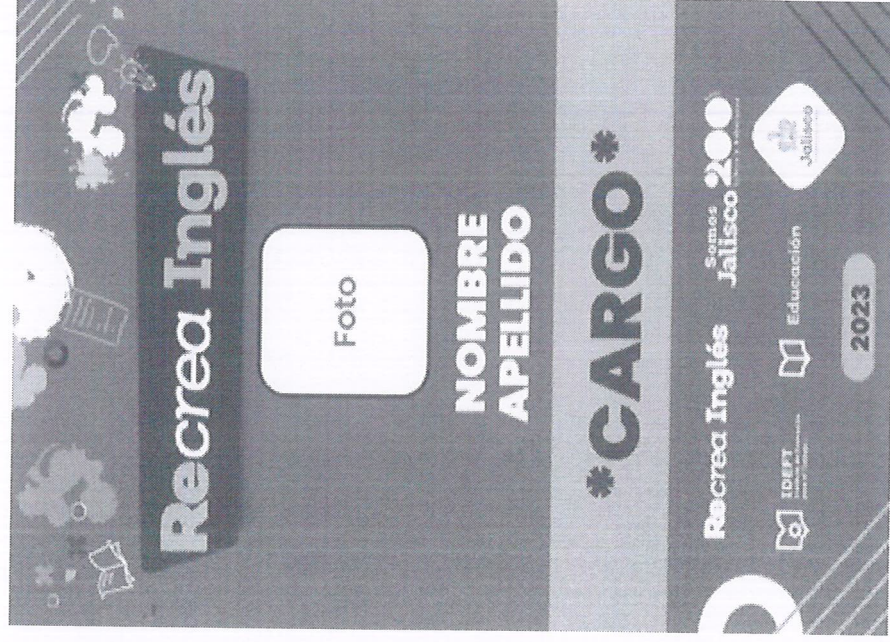 Recrea Inglés
Foto
NOMBRE
APELLIDO
*CARGO*
Recrea Inglés
Somos
Jalisco 200
IDEFT
Educación
Jalisco
2023